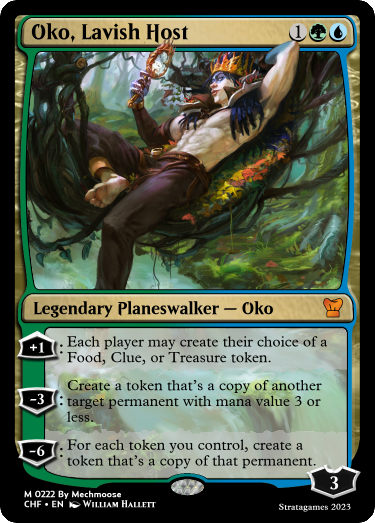 Oko, Lavish Host 1
Legendary Planeswalker — Oko
+1: Each player may create their choice of a
Food, Clue, or Treasure token.
-3: Create a token that's a copy of another
target permanent with mana value 3 or
less.
-6: For each token you control, create a
token that's a copy of that permanent.
3
M 0222 By Mechmoose
CHF • EN William Hallett
Stratagames 2023